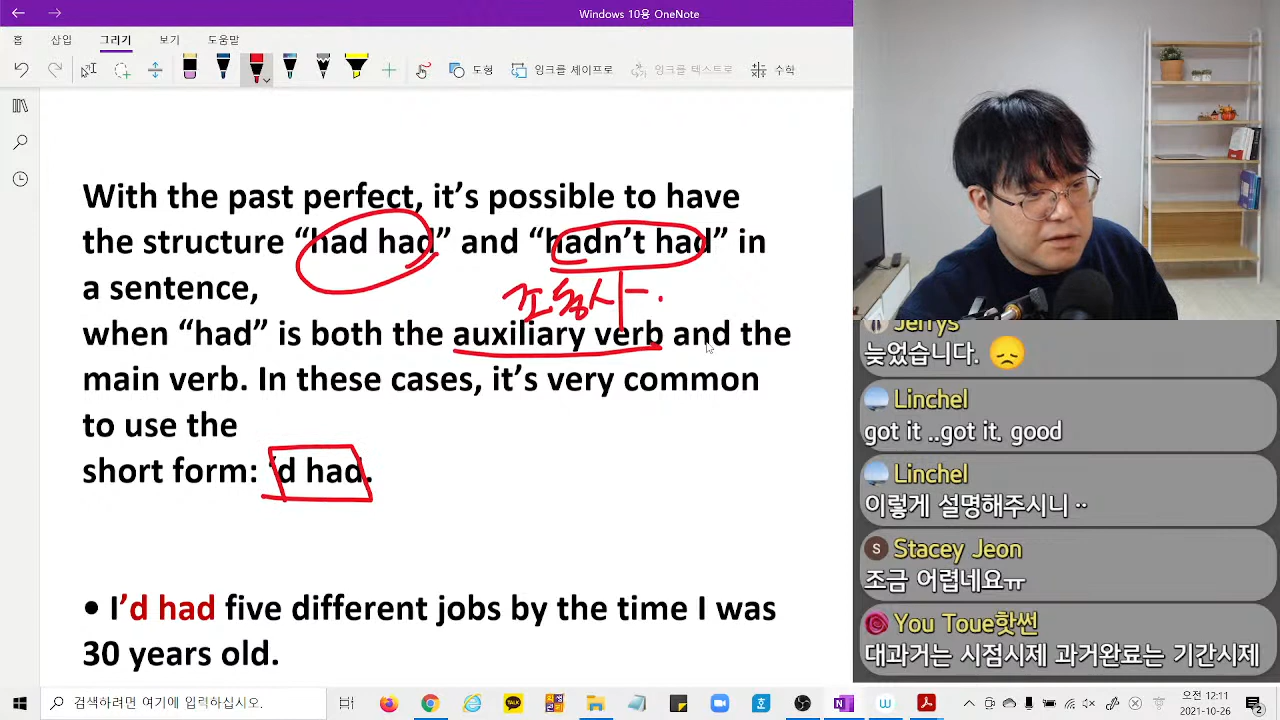 Windows 10용 OneNote
홈 삽입 그리기 보기 도움말
도형 잉크를 셰이프로 잉크를 텍스트로 수학
With the past perfect, it’s possible to have
the structure “had had” and “hadn’t had” in
a sentence,
조동사.
when “had” is both the auxiliary verb and the
main verb. In these cases, it’s very common
to use the
short form: ‘d had.
• I’d had five different jobs by the time I was
30 years old.
Jerrys
늦었습니다. 😞
Linchel
got it ..got it. good
Linchel
이렇게 설명해주시니 ··
S Stacey Jeon
조금 어렵네요ㅠ
You Toue핫썬
대과거는 시점시제 과거완료는 기간시제
검색하려면 여기에 입력하십시오.
TALK
오전 11:11
2021-10-26
2